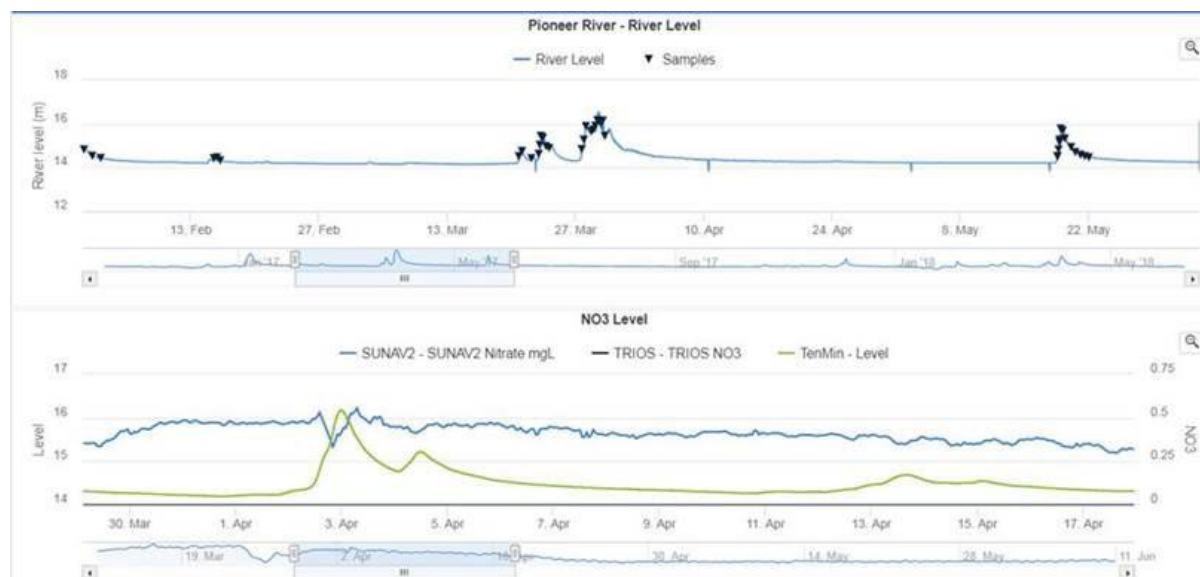 Pioneer River - River Level
River Level Samples
18
16
14
12
River level (m)
13. Feb 27. Feb 13. Mar 27. Mar 10. Apr 24. Apr 8. May 22. May
May '17 Sep '17 Jan '18 May '18
NO3 Level
SUNAV2 - SUNAV2 Nitrate mgL TRIOS - TRIOS NO3 TenMin - Level
17 0.75
16 0.5
15 0.25
14 0
Level
NO3
30. Mar 1. Apr 3. Apr 5. Apr 7. Apr 9. Apr 11. Apr 13. Apr 15. Apr 17. Apr
19. Mar 2. Apr 30. Apr 14. May 28. May 11 Jun